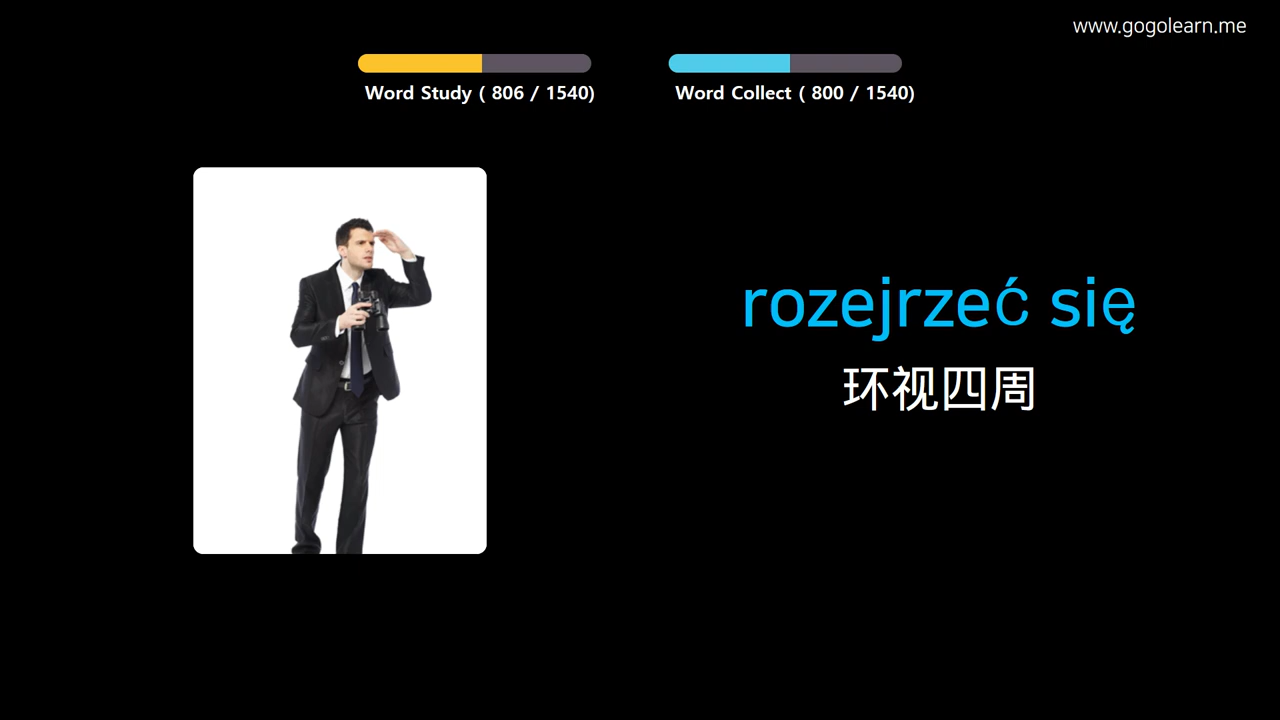 www.gogolearn.me
Word Study ( 806 / 1540)
Word Collect ( 800 / 1540)
rozejrzeć się
环视四周